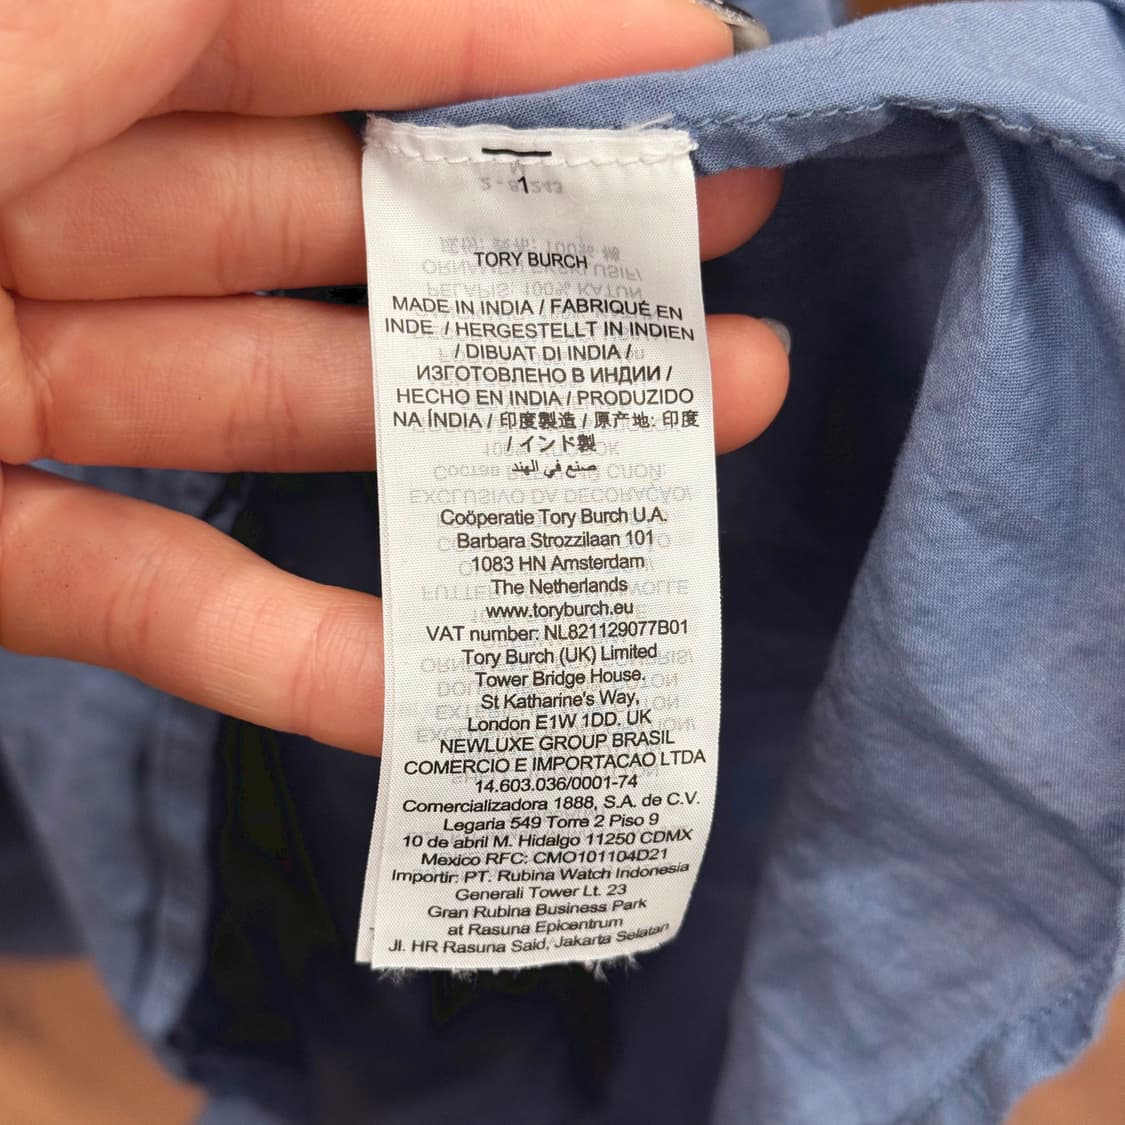 1
TORY BURCH
MADE IN INDIA / FABRIQUÉ EN
INDE / HERGESTELLT IN INDIEN
/ DIBUAT DI INDIA /
ИЗГОТОВЛЕНО В ИНДИИ /
HECHO EN INDIA / PRODUZIDO
NA ÍNDIA / 印度製造 / 原产地: 印度
/ インド製
صنع في الهند
Coöperatie Tory Burch U.A.
Barbara Strozzilaan 101
1083 HN Amsterdam
The Netherlands
www.toryburch.eu
VAT number: NL821129077B01
Tory Burch (UK) Limited
Tower Bridge House,
St Katharine's Way,
London E1W 1DD, UK
NEWLUXE GROUP BRASIL
COMERCIO E IMPORTACAO LTDA
14.603.036/0001-74
Comercializadora 1888, S.A. de C.V.
Legaria 549 Torre 2 Piso 9
10 de abril M. Hidalgo 11250 CDMX
Mexico RFC: CMO101104D21
Importir: PT. Rubina Watch Indonesia
Generali Tower Lt. 23
Gran Rubina Business Park
at Rasuna Epicentrum
Jl. HR Rasuna Said, Jakarta Selatan